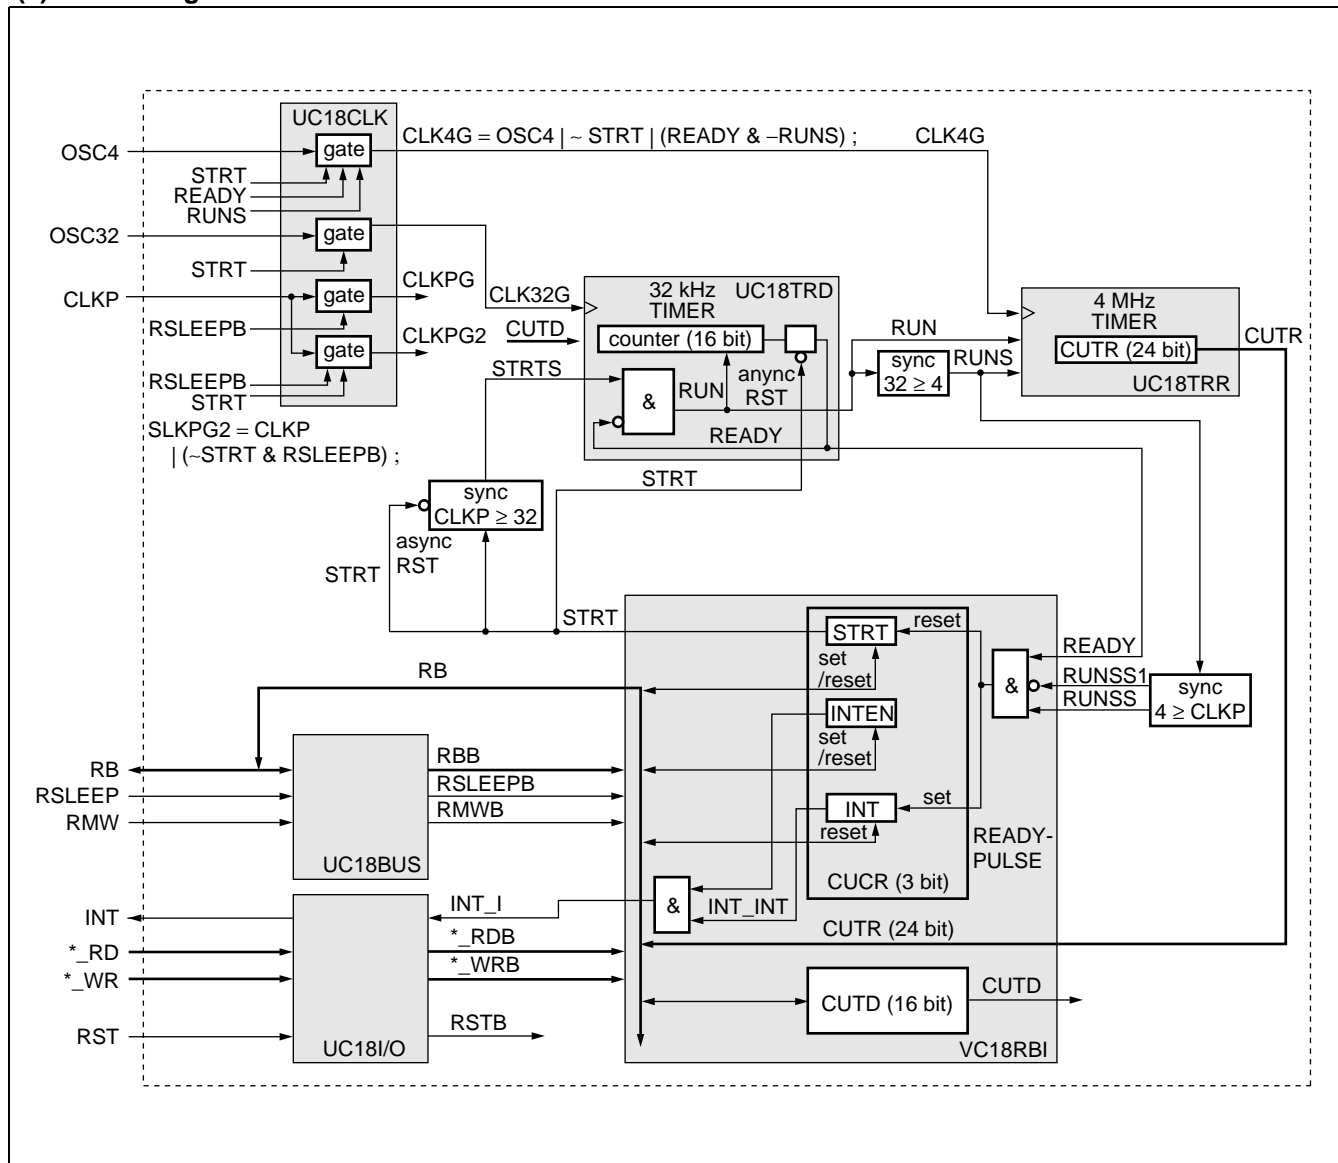 UC18CLK
OSC4
gate
CLK4G = OSC4 | ~ STRT | (READY & –RUNS) ;
CLK4G
STRT
READY
RUNS
OSC32
gate
STRT
CLKP
gate
CLKPG
RSLEEPB
gate
CLKPG2
RSLEEPB
STRT
SLKPG2 = CLKP
| (~STRT & RSLEEPB) ;
CLK32G
CUTD
STRTS
32 kHz
TIMER
UC18TRD
counter (16 bit)
&
RUN
anync
RST
READY
STRT
RUN
sync
32 ≥ 4
RUNS
4 MHz
TIMER
CUTR (24 bit)
UC18TRR
CUTR
sync
CLKP ≥ 32
async
RST
STRT
STRT
STRT
reset
set
/reset
INTEN
set
/reset
INT
set
reset
CUCR (3 bit)
&
READY
RUNSS1
RUNSS
sync
4 ≥ CLKP
READY-
PULSE
RB
RB
RSLEEP
RMW
RBB
RSLEEPB
RMWB
UC18BUS
INT
*_RD
*_WR
RST
INT_I
*_RDB
*_WRB
RSTB
UC18I/O
&
INT_INT
CUTR (24 bit)
CUTD (16 bit)
CUTD
VC18RBI